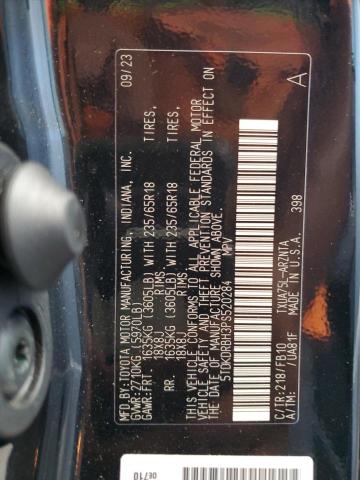 MFD.BY:TOYOTA MOTOR MANUFACTURING, INDIANA, INC. 09/23
GVWR:2710KG(5970LB)
GAWR:FRT. 1635KG (3605LB) WITH 235/65R18 TIRES,
18X8J RIMS,
RR. 1635KG (3605LB) WITH 235/65R18 TIRES,
18X8J RIMS,
THIS VEHICLE CONFORMS TO ALL APPLICABLE FEDERAL MOTOR
VEHICLE SAFETY AND THEFT PREVENTION STANDARDS IN EFFECT ON
THE DATE OF MANUFACTURE SHOWN ABOVE.
5TDKDRBH3PS520284 MPV
A
398
C/TR:218/FB10 TXUA75L-ARZNTA
A/TM: /UA81F MADE IN U.S.A.
0E710